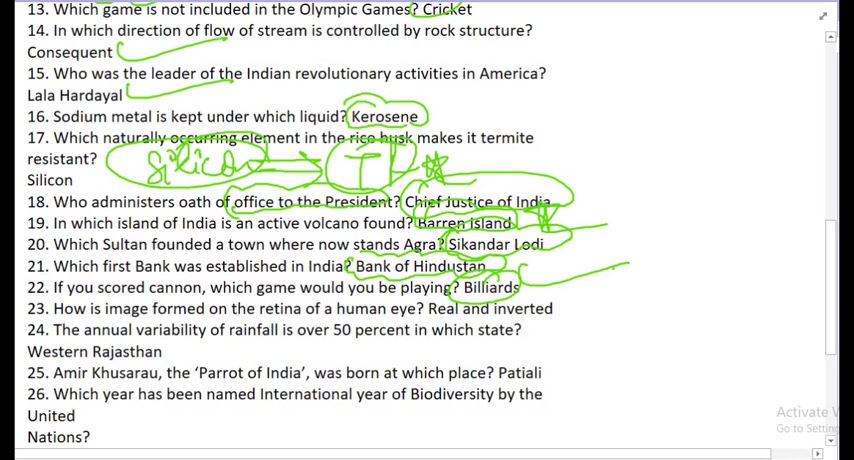 13. Which game is not included in the Olympic Games? Cricket
14. In which direction of flow of stream is controlled by rock structure?
Consequent
15. Who was the leader of the Indian revolutionary activities in America?
Lala Hardayal
16. Sodium metal is kept under which liquid? Kerosene
17. Which naturally occurring element in the rice husk makes it termite
resistant?
Silicon T
Silicon
18. Who administers oath of office to the President? Chief Justice of India
19. In which island of India is an active volcano found? Barren island
20. Which Sultan founded a town where now stands Agra? Sikandar Lodi
21. Which first Bank was established in India? Bank of Hindustan
22. If you scored cannon, which game would you be playing? Billiards
23. How is image formed on the retina of a human eye? Real and inverted
24. The annual variability of rainfall is over 50 percent in which state?
Western Rajasthan
25. Amir Khusarau, the ‘Parrot of India’, was born at which place? Patiali
26. Which year has been named International year of Biodiversity by the
United
Nations?
Activate
Go to Settin